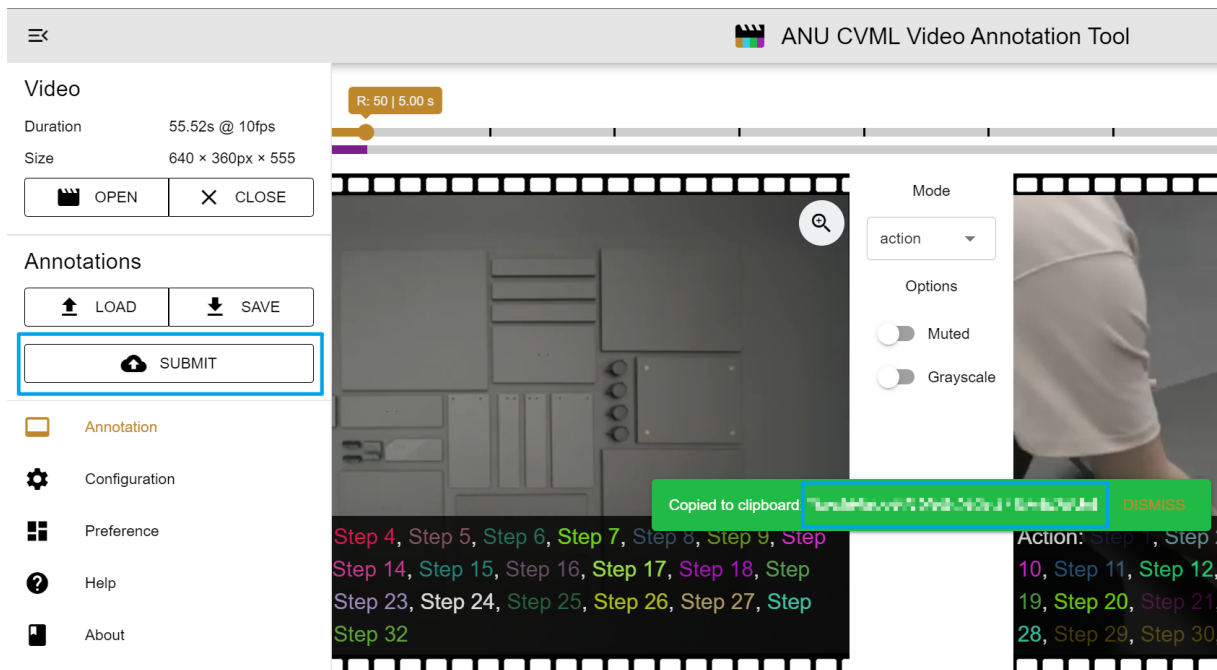 ANU CVML Video Annotation Tool
Video
Duration 55.52s @ 10fps
Size 640 × 360px × 555
OPEN CLOSE
Annotations
LOAD SAVE
SUBMIT
Annotation
Configuration
Preference
Help
About
R: 50 | 5.00 s
Mode
action
Options
Muted
Grayscale
Copied to clipboard: DISMISS
Step 4, Step 5, Step 6, Step 7, Step 8, Step 9, Step
Step 14, Step 15, Step 16, Step 17, Step 18, Step
Step 23, Step 24, Step 25, Step 26, Step 27, Step
Step 32
Action: Step 1, Step
10, Step 11, Step 12,
19, Step 20, Step 21,
28, Step 29, Step 30,